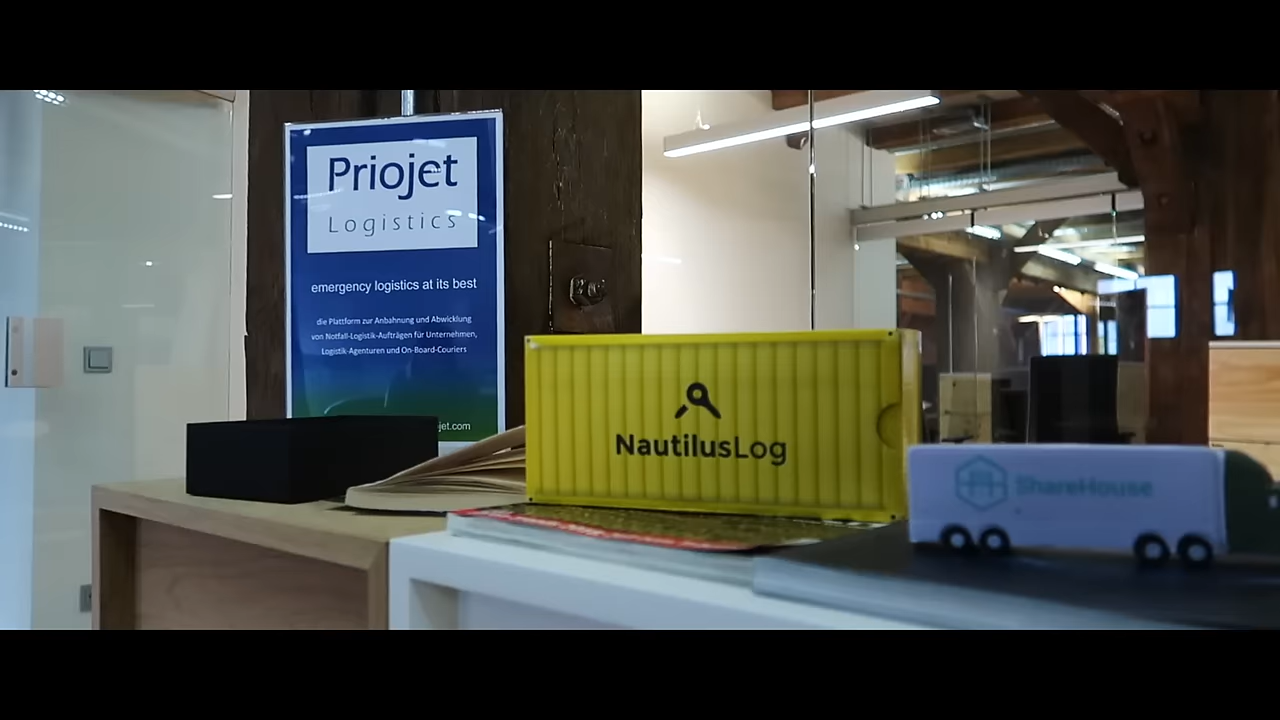 Priojet
Logistics
emergency logistics at its best
die Plattform zur Anbahnung und Abwicklung
von Notfall-Logistik-Aufträgen für Unternehmen,
Logistik-Agenturen und On-Board-Couriers
jet.com
NautilusLog
ShareHouse